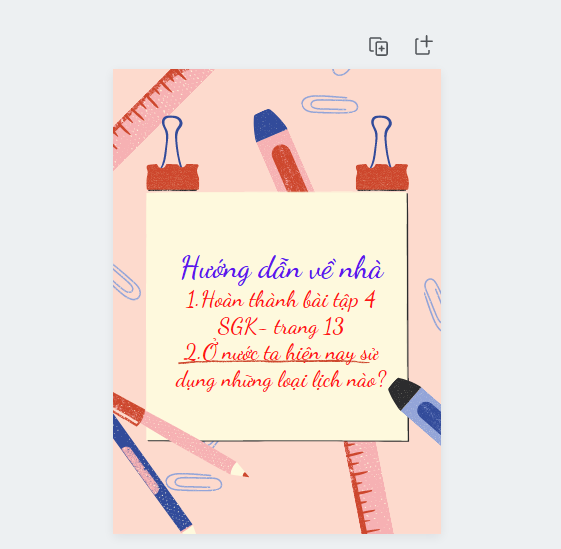 Hướng dẫn về nhà
1.Hoàn thành bài tập 4
SGK- trang 13
2.Ở nước ta hiện nay sử
dụng những loại lịch nào?